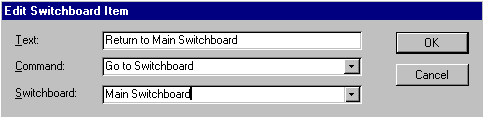 Edit Switchboard Item
Text: Return to Main Switchboard OK
Command: Go to Switchboard
Cancel
Switchboard: Main Switchboard